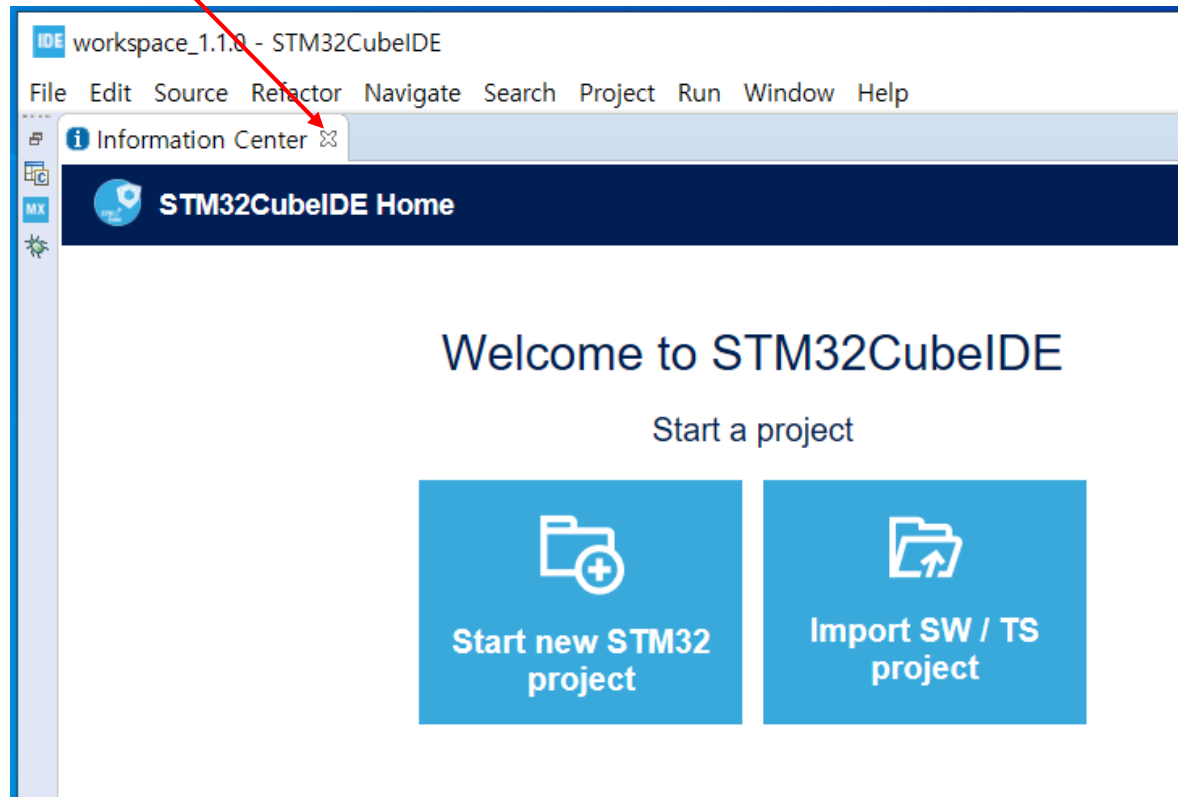 IDE workspace_1.1.0 - STM32CubeIDE
File Edit Source Refactor Navigate Search Project Run Window Help
Information Center
STM32CubeIDE Home
MX
Welcome to STM32CubeIDE
Start a project
Start new STM32
project
Import SW / TS
project